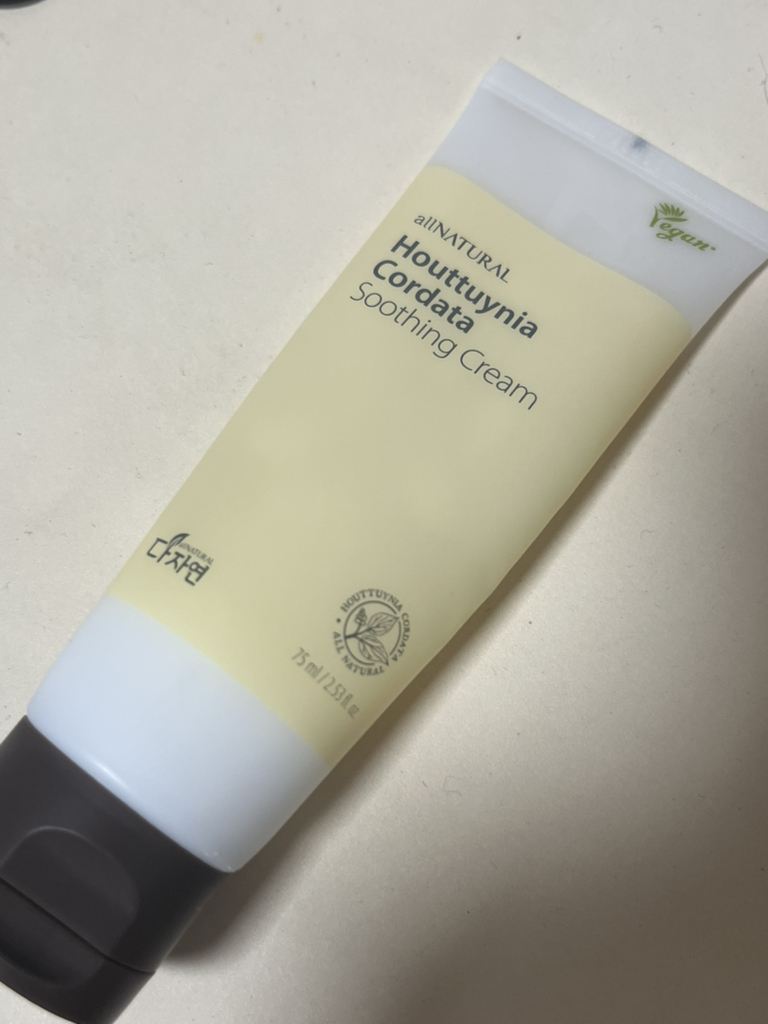 Vegan
allNATURAL
Houttuynia
Cordata
Soothing Cream
allNATURAL
다자연
HOUTTUYNIA CORDATA
ALL NATURAL
75 ml / 2.53 fl. oz